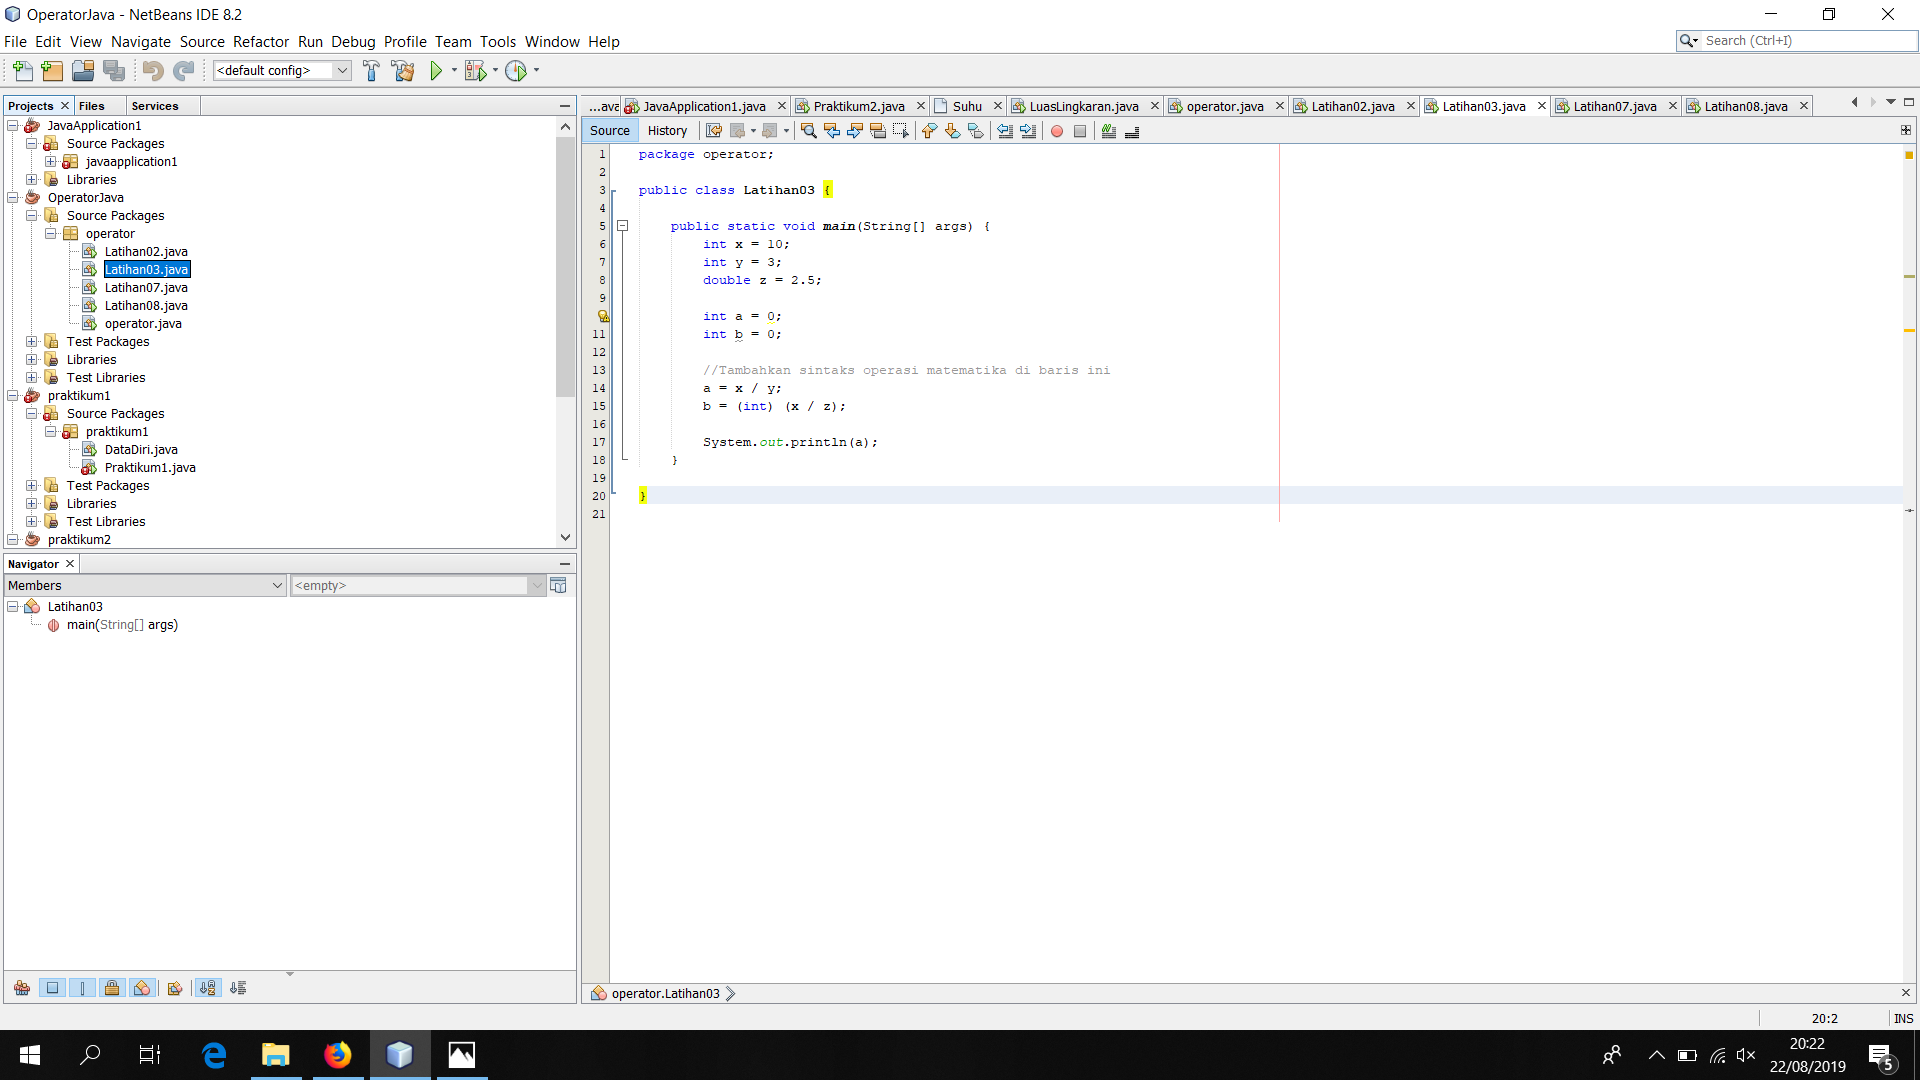 OperatorJava - NetBeans IDE 8.2
File Edit View Navigate Source Refactor Run Debug Profile Team Tools Window Help
Search (Ctrl+I)
<default config>
Projects Files Services
JavaApplication1
Source Packages
javaapplication1
Libraries
OperatorJava
Source Packages
operator
Latihan02.java
Latihan03.java
Latihan07.java
Latihan08.java
operator.java
Test Packages
Libraries
Test Libraries
praktikum1
Source Packages
praktikum1
DataDiri.java
Praktikum1.java
Test Packages
Libraries
Test Libraries
praktikum2
Navigator
Members <empty>
Latihan03
main(String[] args)
...ava JavaApplication1.java Praktikum2.java Suhu LuasLingkaran.java operator.java Latihan02.java Latihan03.java Latihan07.java Latihan08.java
Source History
1 package operator;
2
3 public class Latihan03 {
4
5 public static void main(String[] args) {
6 int x = 10;
7 int y = 3;
8 double z = 2.5;
9
int a = 0;
11 int b = 0;
12
13 //Tambahkan sintaks operasi matematika di baris ini
14 a = x / y;
15 b = (int) (x / z);
16
17 System.out.println(a);
18 }
19
20 }
21
operator.Latihan03
20:2 INS
20:22
22/08/2019
5